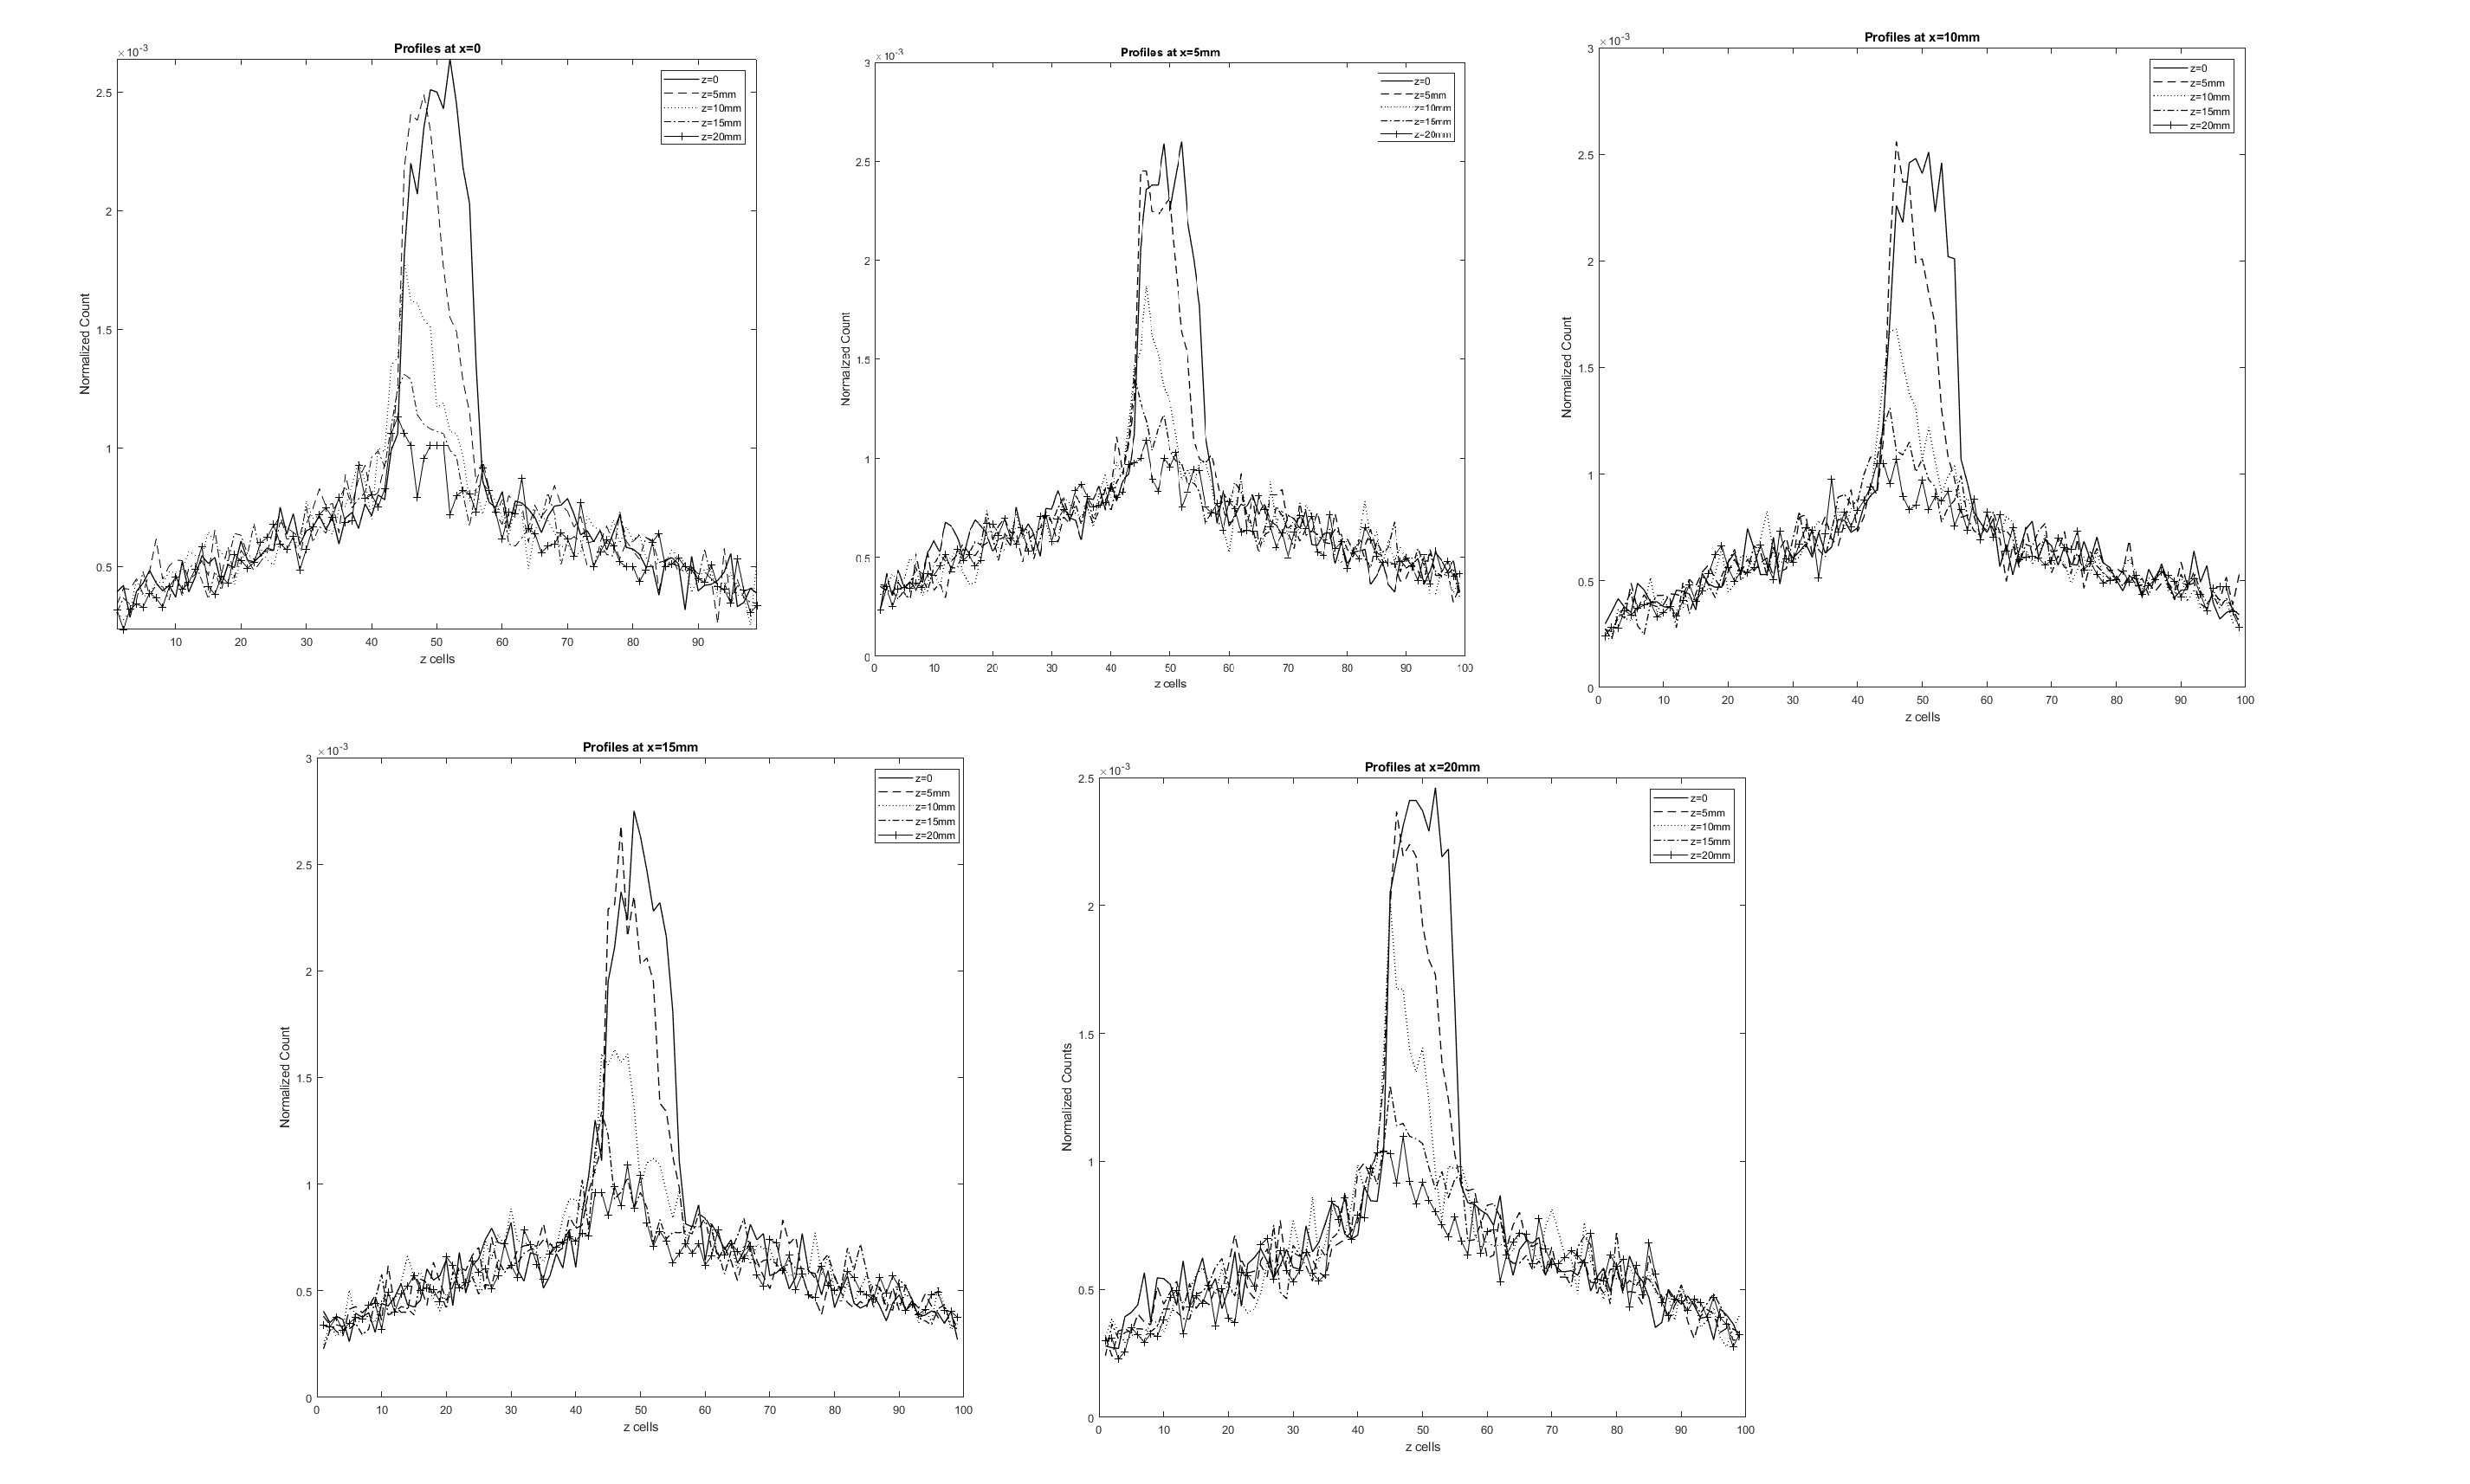 Profiles at x=0
×10-3
2.5
2
1.5
1
0.5
10 20 30 40 50 60 70 80 90
z cells
Normalized Count
z=0
z=5mm
z=10mm
z=15mm
z=20mm
Profiles at x=5mm
×10-3
3
2.5
2
1.5
1
0.5
0
0 10 20 30 40 50 60 70 80 90 100
z cells
Normalized Count
z=0
z=5mm
z=10mm
z=15mm
z=20mm
Profiles at x=10mm
×10-3
3
2.5
2
1.5
1
0.5
0
0 10 20 30 40 50 60 70 80 90 100
z cells
Normalized Count
z=0
z=5mm
z=10mm
z=15mm
z=20mm
Profiles at x=15mm
×10-3
3
2.5
2
1.5
1
0.5
0
0 10 20 30 40 50 60 70 80 90 100
z cells
Normalized Count
z=0
z=5mm
z=10mm
z=15mm
z=20mm
Profiles at x=20mm
×10-3
2.5
2
1.5
1
0.5
0
0 10 20 30 40 50 60 70 80 90 100
z cells
Normalized Counts
z=0
z=5mm
z=10mm
z=15mm
z=20mm